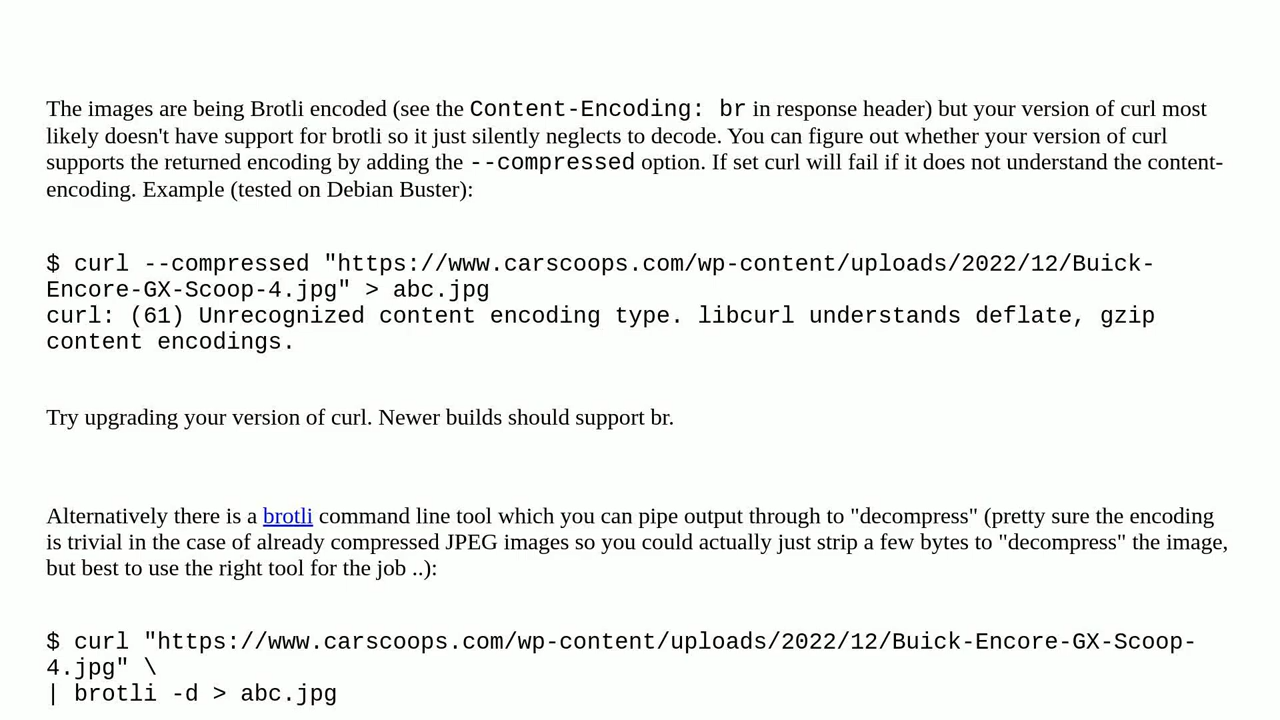 The images are being Brotli encoded (see the Content-Encoding: br in response header) but your version of curl most
likely doesn't have support for brotli so it just silently neglects to decode. You can figure out whether your version of curl
supports the returned encoding by adding the --compressed option. If set curl will fail if it does not understand the content-
encoding. Example (tested on Debian Buster):
$ curl --compressed "https://www.carscoops.com/wp-content/uploads/2022/12/Buick-
Encore-GX-Scoop-4.jpg" > abc.jpg
curl: (61) Unrecognized content encoding type. libcurl understands deflate, gzip
content encodings.
Try upgrading your version of curl. Newer builds should support br.
Alternatively there is a brotli command line tool which you can pipe output through to "decompress" (pretty sure the encoding
is trivial in the case of already compressed JPEG images so you could actually just strip a few bytes to "decompress" the image,
but best to use the right tool for the job ..):
$ curl "https://www.carscoops.com/wp-content/uploads/2022/12/Buick-Encore-GX-Scoop-
4.jpg" \
| brotli -d > abc.jpg